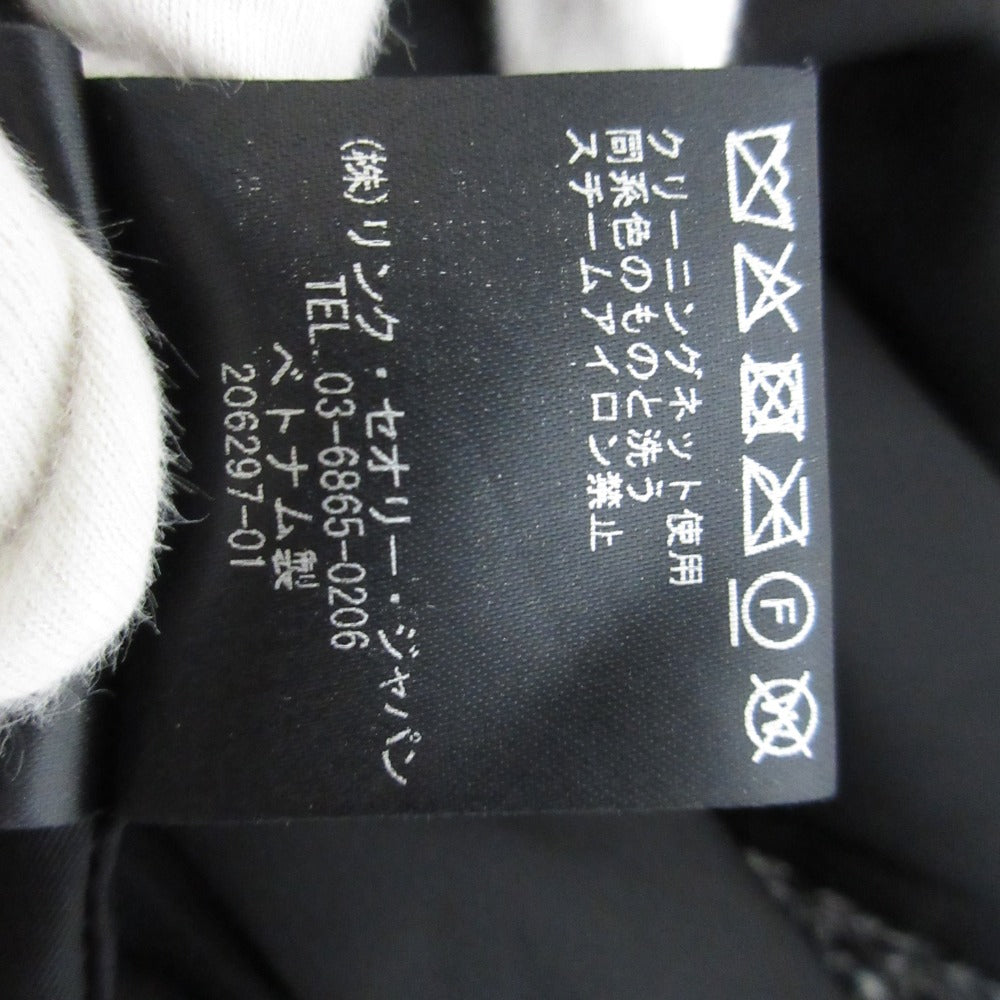 F
W
クリーニングネット使用
同系色のものと洗う
スチームアイロン禁止
(株)リンク・セオリー・ジャパン
TEL. 03-6865-0206
ベトナム製
206297-01